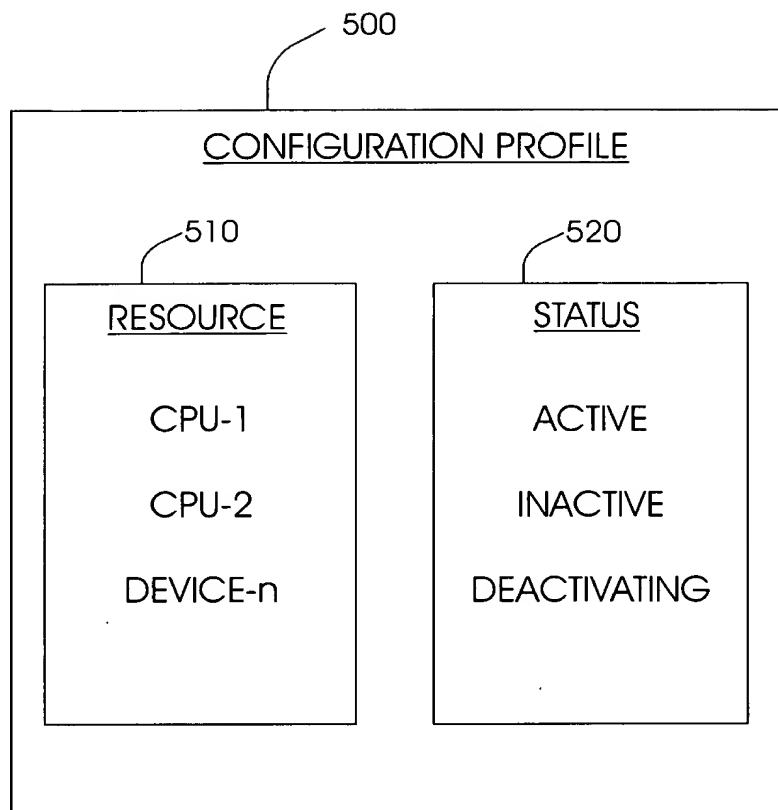 500
CONFIGURATION PROFILE
510
520
RESOURCE
STATUS
CPU-1
ACTIVE
CPU-2
INACTIVE
DEVICE-n
DEACTIVATING